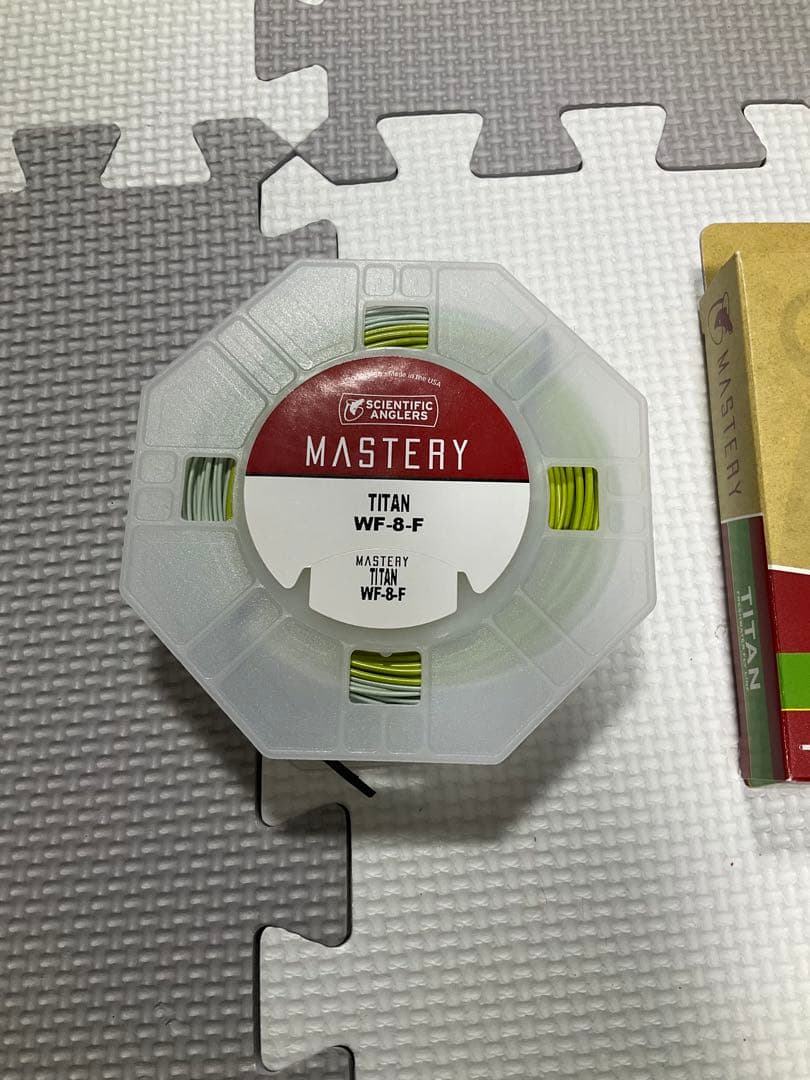 Made in the USA
SCIENTIFIC
ANGLERS
MASTERY
TITAN
WF-8-F
MASTERY
TITAN
WF-8-F
MASTERY
TITAN